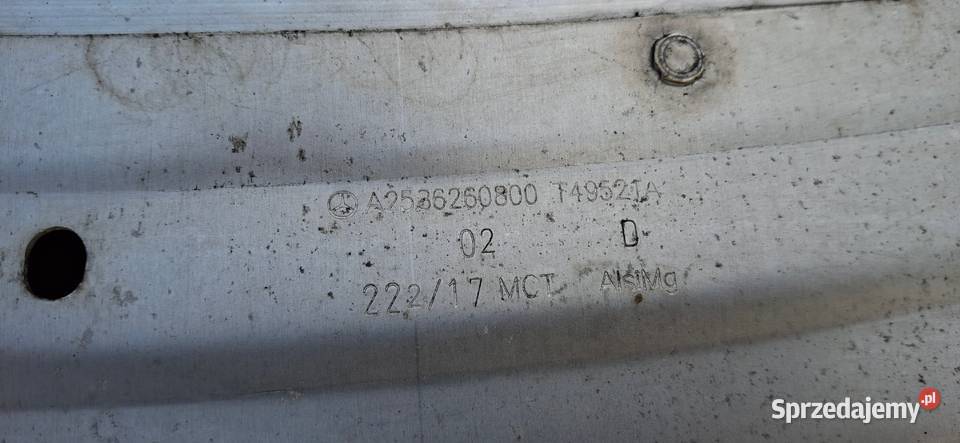 A2536260800 T49521A
02 D
222/17 MCT AlSiMg
Sprzedajemy.pl